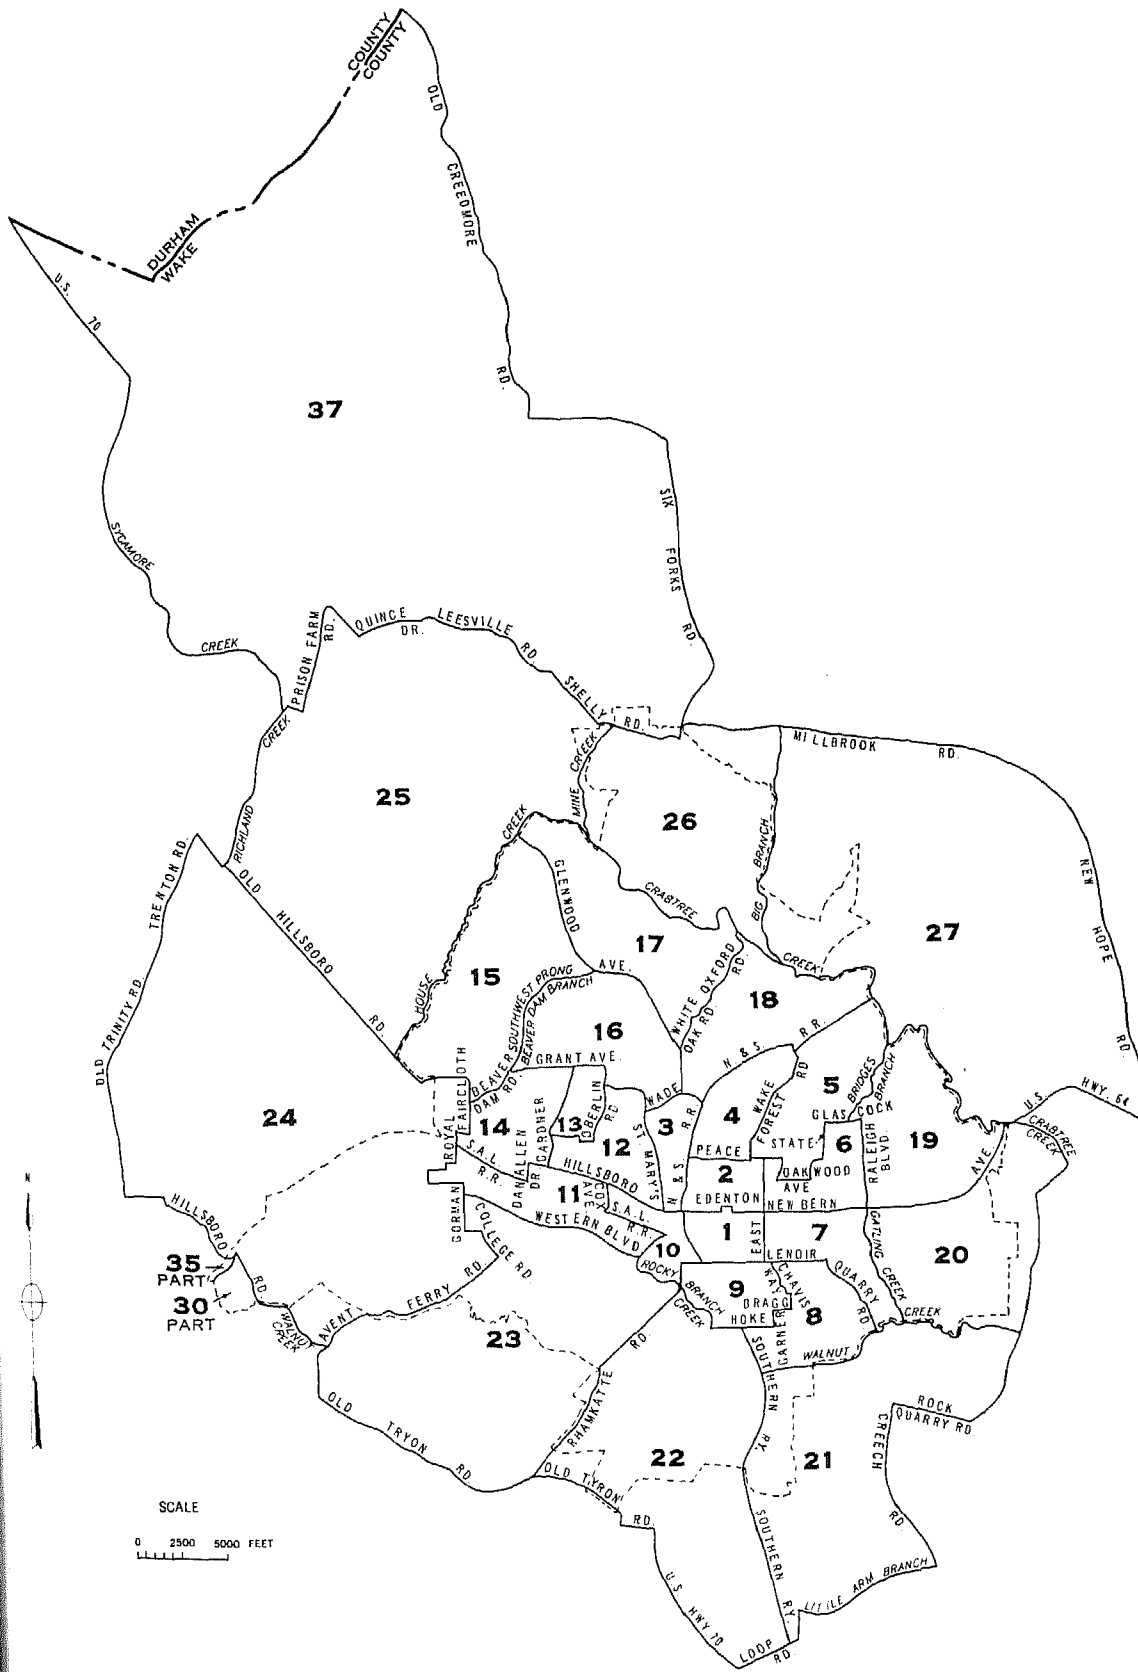 COUNTY
COUNTY
OLD
CREEDMORE
RD.
DURHAM
WAKE
U.S. 70
37
SIX FORKS RD.
SYCAMORE
CREEK
PRISON FARM
RD.
QUINCE
DR.
LEESVILLE
RD.
SHELLY RD.
CREEK
MINE CREEK
MILLBROOK RD.
RICHLAND
25
26
BRANCH
BIG
CREEK
GLENWOOD
AVE.
CRABTREE
CREEK
NEW HOPE RD.
27
TRENTON RD.
OLD HILLSBORO RD.
OLD TRINITY RD.
HOUSE
15
17
BEAVER SOUTHWEST PRONG
BEAVER DAM BRANCH
WHITE OXFORD
OAK RD.
RD.
18
16
N. & S. R.R.
GRANT AVE.
24
ROYAL
FAIRCLOTH
DAM RD.
14
GARDNER
DAN ALLEN
DR.
13
OBERLIN
RD
WADE
3
R.R.
4
WAKE
FOREST
RD
5
BRIDGES
BRANCH
GLASCOCK
U.S. HWY. 64
CRABTREE
CREEK
12
ST. MARY'S
PEACE
STATE
6
RALEIGH
BLVD.
19
AVE.
S.A.L.
R.R.
HILLSBORO
N & S.
2
OAKWOOD
AVE
EDENTON
NEW BERN
11
COX
AVE
S.A.L.
R.R.
GORMAN
COLLEGE RD
WESTERN BLVD.
10
1
EAST
7
GATLING
CREEK
20
HILLSBORO
RD.
35
PART
30
PART
LENOIR
ROCKY
BRANCH
CREEK
9
CHAVIS
WAY
QUARRY
RD
BRAGG
HOKE
8
GARNER
WALNUT
CREEK
WALNUT
CREEK
AVENT FERRY RD.
23
RHAMKATTE
RD.
SOUTHERN
RY.
ROCK
QUARRY RD
CREECH
RD.
OLD TRYON RD.
OLD TYRON
RD.
22
21
SOUTHERN RY.
SCALE
0 2500 5000 FEET
N
U.S. HWY 70
LOOP
RD.
LITTLE ARM BRANCH